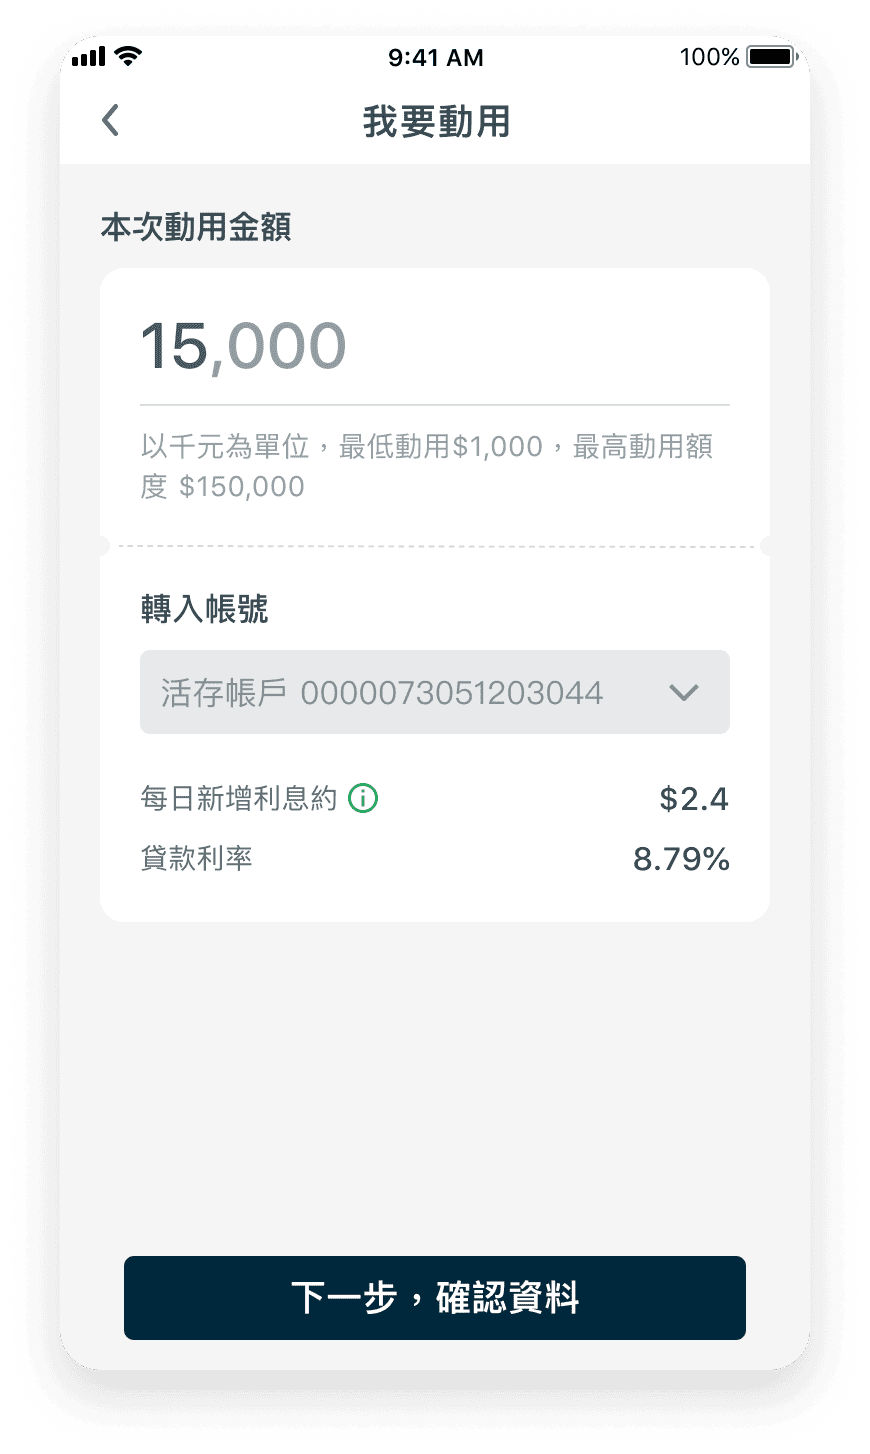 9:41 AM
100%
我要動用
本次動用金額
15,000
以千元為單位，最低動用$1,000，最高動用額
度 $150,000
轉入帳號
活存帳戶 0000073051203044
每日新增利息約
$2.4
貸款利率
8.79%
下一步，確認資料